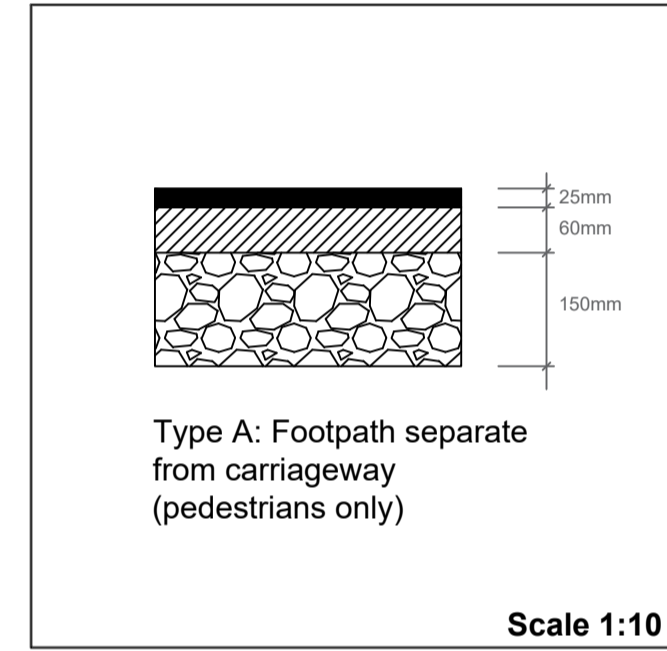 25mm
60mm
150mm
Type A: Footpath separate
from carriageway
(pedestrians only)
Scale 1:10